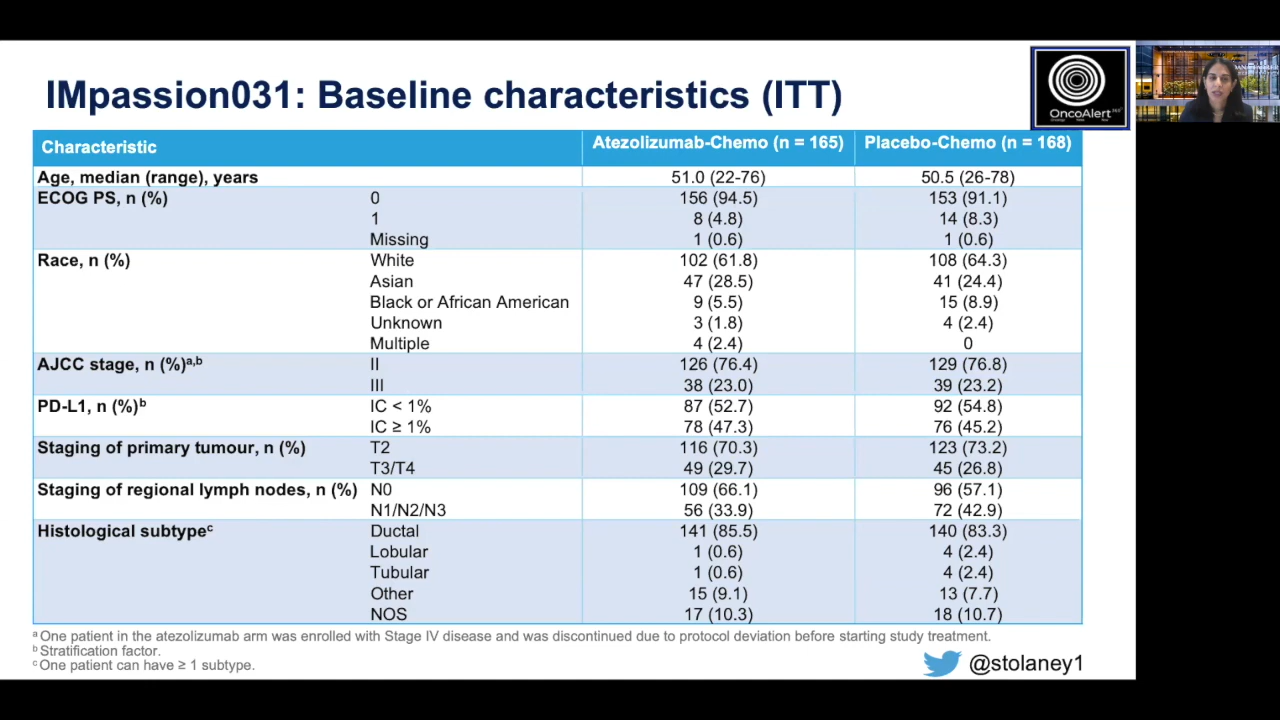 IMpassion031: Baseline characteristics (ITT)
OncoAlert
Characteristic Atezolizumab-Chemo (n = 165) Placebo-Chemo (n = 168)
Age, median (range), years 51.0 (22-76) 50.5 (26-78)
ECOG PS, n (%) 0 156 (94.5) 153 (91.1)
1 8 (4.8) 14 (8.3)
Missing 1 (0.6) 1 (0.6)
Race, n (%) White 102 (61.8) 108 (64.3)
Asian 47 (28.5) 41 (24.4)
Black or African American 9 (5.5) 15 (8.9)
Unknown 3 (1.8) 4 (2.4)
Multiple 4 (2.4) 0
AJCC stage, n (%)a,b II 126 (76.4) 129 (76.8)
III 38 (23.0) 39 (23.2)
PD-L1, n (%)b IC < 1% 87 (52.7) 92 (54.8)
IC ≥ 1% 78 (47.3) 76 (45.2)
Staging of primary tumour, n (%) T2 116 (70.3) 123 (73.2)
T3/T4 49 (29.7) 45 (26.8)
Staging of regional lymph nodes, n (%) N0 109 (66.1) 96 (57.1)
N1/N2/N3 56 (33.9) 72 (42.9)
Histological subtypec Ductal 141 (85.5) 140 (83.3)
Lobular 1 (0.6) 4 (2.4)
Tubular 1 (0.6) 4 (2.4)
Other 15 (9.1) 13 (7.7)
NOS 17 (10.3) 18 (10.7)
a One patient in the atezolizumab arm was enrolled with Stage IV disease and was discontinued due to protocol deviation before starting study treatment.
b Stratification factor.
c One patient can have ≥ 1 subtype.
@stolaney1